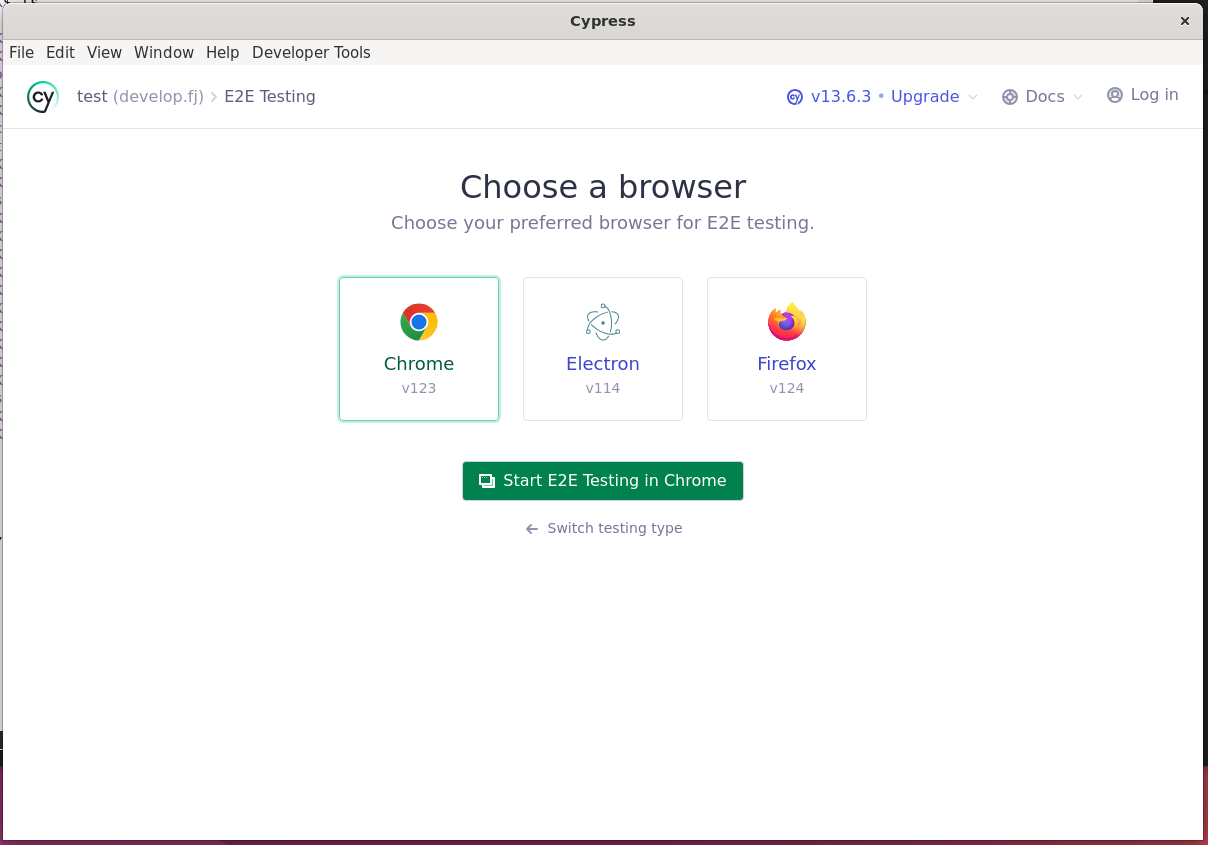 Cypress ×
File Edit View Window Help Developer Tools
cy test (develop.fj) > E2E Testing cy v13.6.3 • Upgrade Docs Log in
Choose a browser
Choose your preferred browser for E2E testing.
Chrome Electron Firefox
v123 v114 v124
Start E2E Testing in Chrome
← Switch testing type